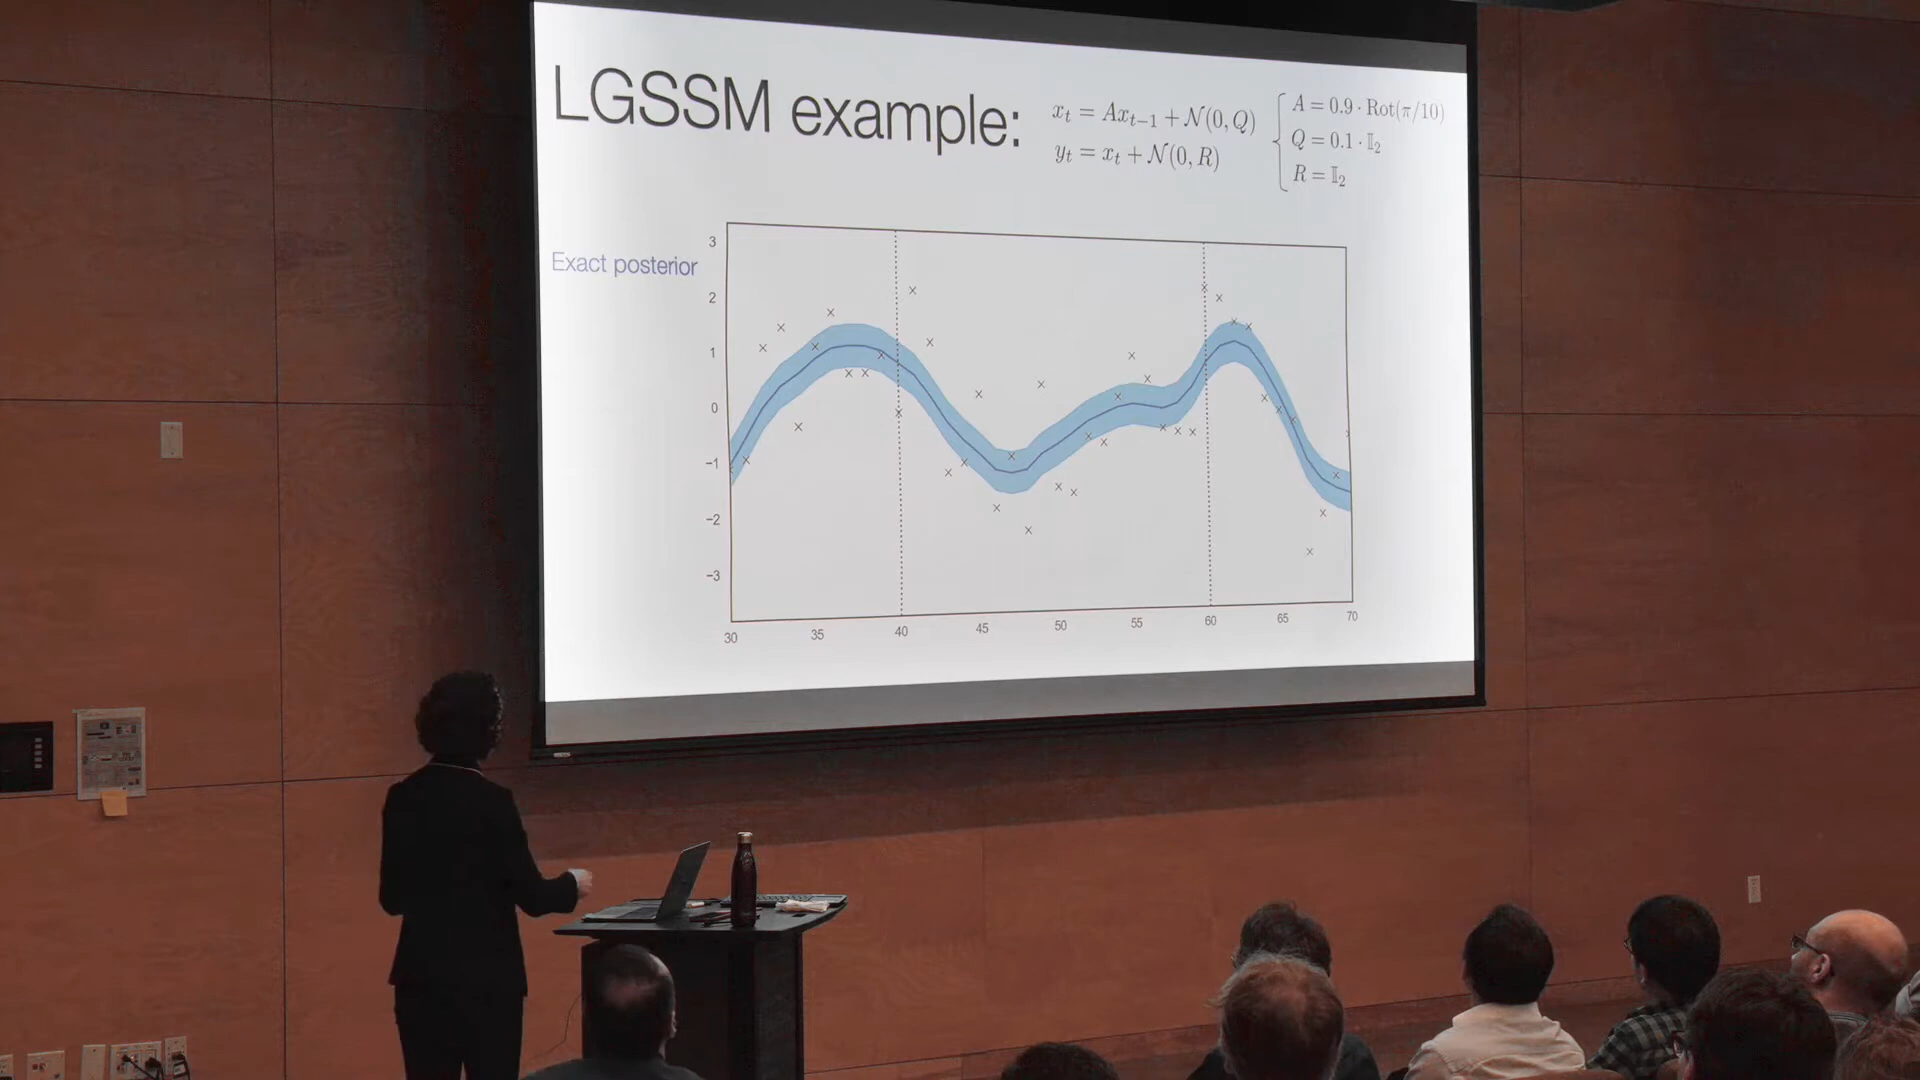 LGSSM example:
x_t = Ax_{t−1} + 𝒩(0, Q)
y_t = x_t + 𝒩(0, R)
A = 0.9 · Rot(π/10)
Q = 0.1 · 𝕀_2
R = 𝕀_2
Exact posterior
3
2
1
0
−1
−2
−3
30 35 40 45 50 55 60 65 70